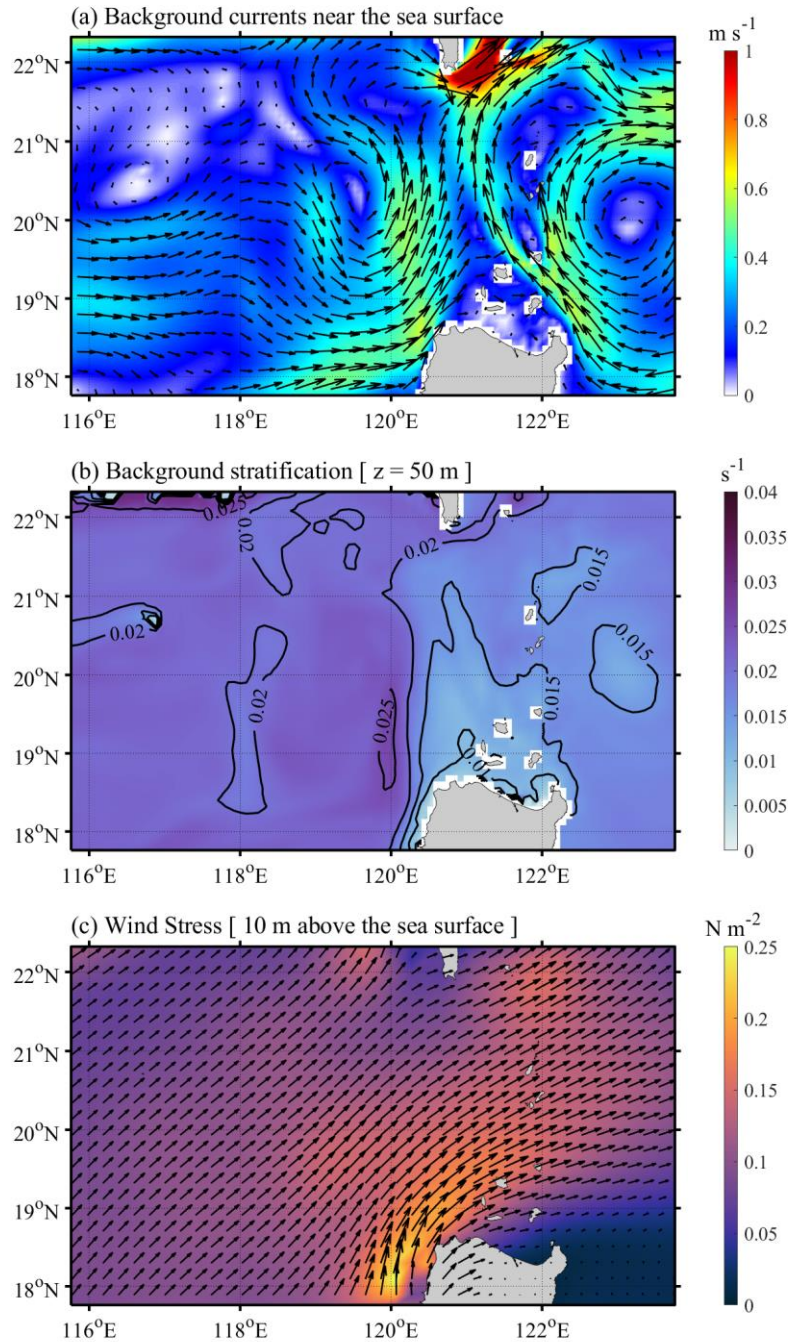 (a) Background currents near the sea surface
m s⁻¹
22°N
21°N
20°N
19°N
18°N
116°E 118°E 120°E 122°E
1
0.8
0.6
0.4
0.2
0
(b) Background stratification [ z = 50 m ]
s⁻¹
22°N
21°N
20°N
19°N
18°N
0.025
0.02
0.02
0.015
0.02
0.015
0.02
0.025
0.015
116°E 118°E 120°E 122°E
0.04
0.035
0.03
0.025
0.02
0.015
0.01
0.005
0
(c) Wind Stress [ 10 m above the sea surface ]
N m⁻²
22°N
21°N
20°N
19°N
18°N
116°E 118°E 120°E 122°E
0.25
0.2
0.15
0.1
0.05
0